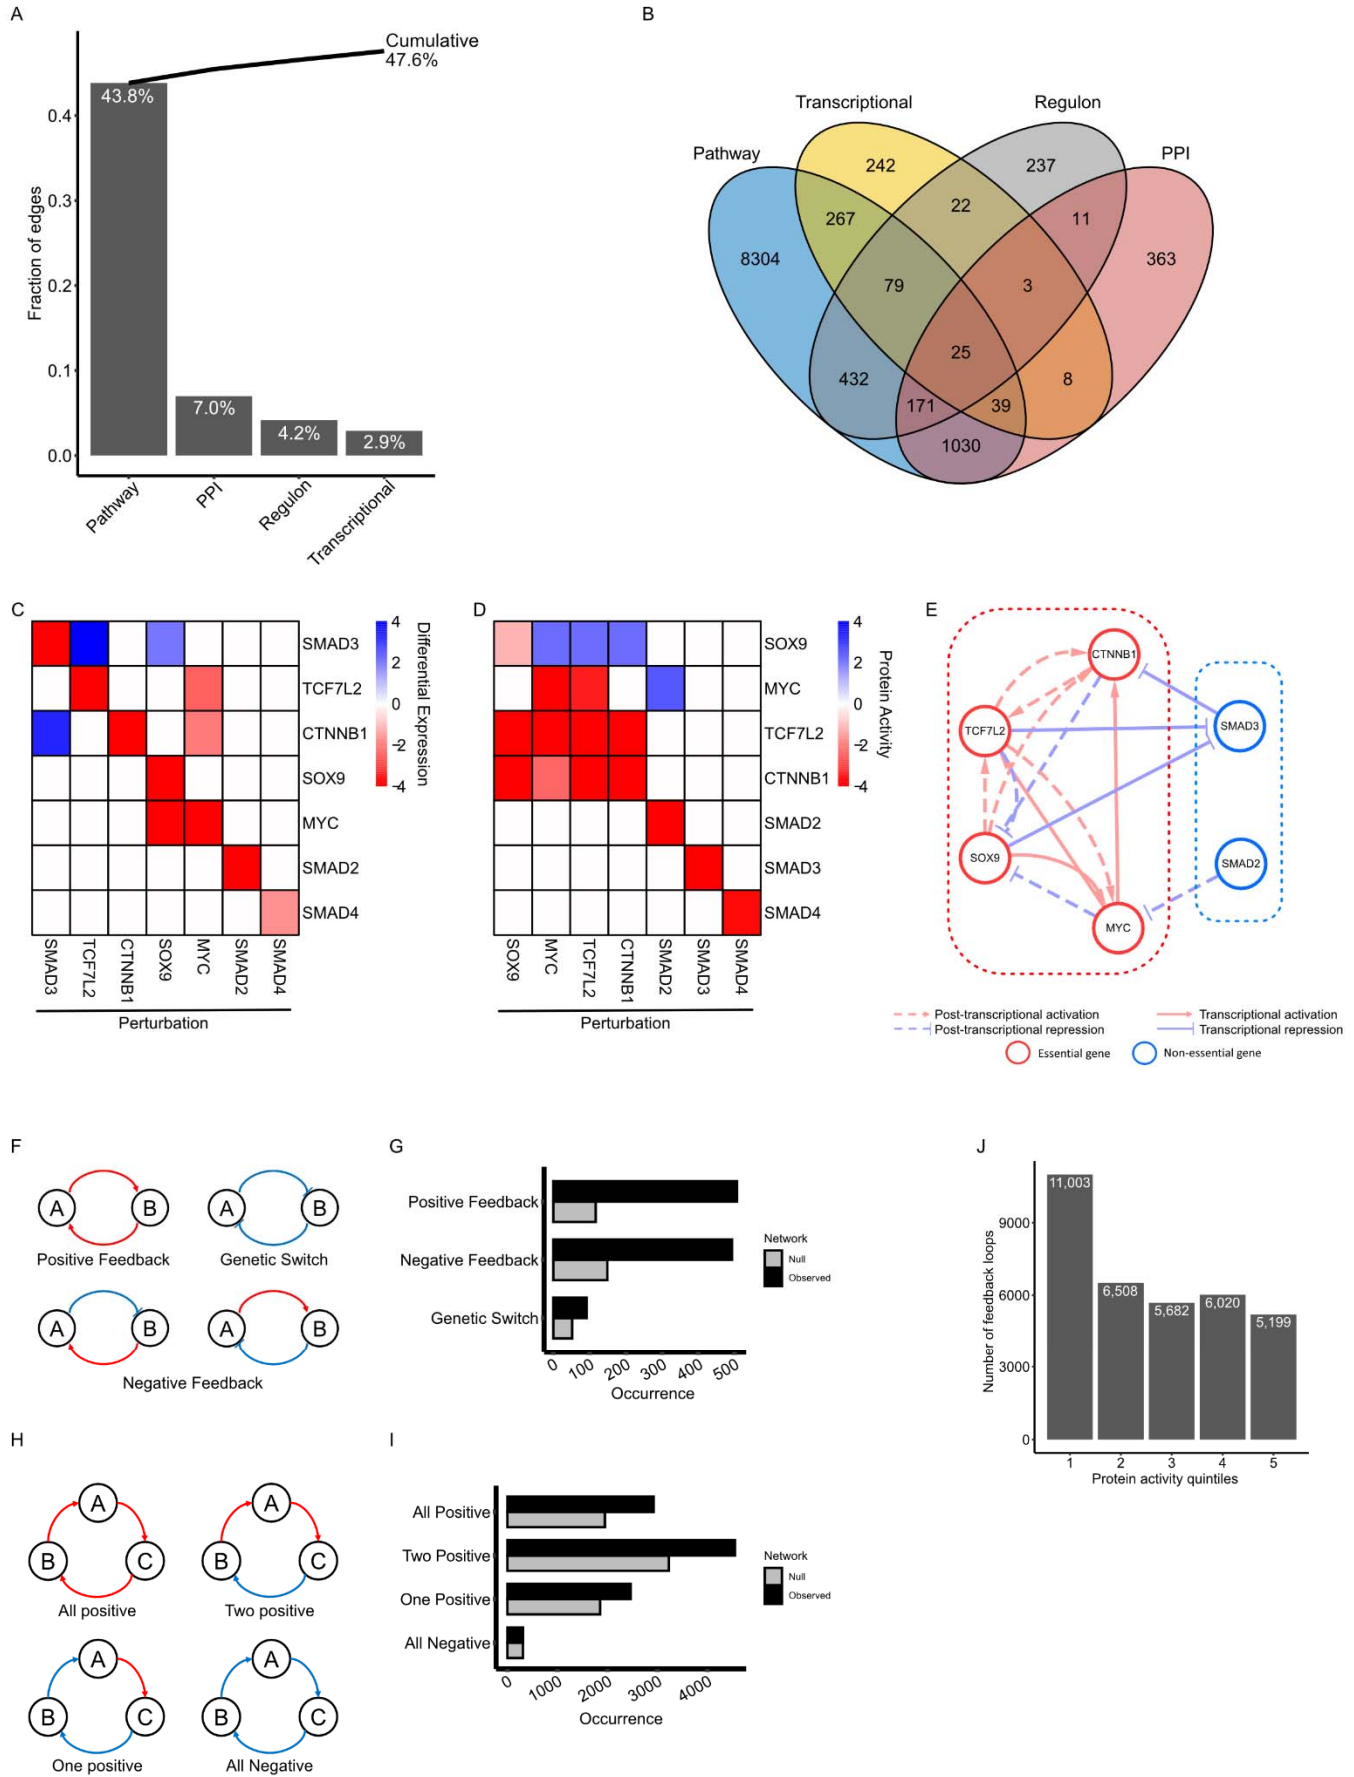 A
Cumulative
47.6%
43.8%
7.0%
4.2%
2.9%
0.4
0.3
0.2
0.1
0.0
Fraction of edges
Pathway
PPI
Regulon
Transcriptional
B
Transcriptional
Regulon
Pathway
PPI
242
237
22
267
11
8304
363
79
3
25
432
8
171
39
1030
C
SMAD3
TCF7L2
CTNNB1
SOX9
MYC
SMAD2
SMAD4
SMAD3
TCF7L2
CTNNB1
SOX9
MYC
SMAD2
SMAD4
Perturbation
4
2
0
-2
-4
Differential Expression
D
SOX9
MYC
TCF7L2
CTNNB1
SMAD2
SMAD3
SMAD4
SOX9
MYC
TCF7L2
CTNNB1
SMAD2
SMAD3
SMAD4
Perturbation
4
2
0
-2
-4
Protein Activity
E
CTNNB1
TCF7L2
SMAD3
SOX9
SMAD2
MYC
Post-transcriptional activation
Transcriptional activation
Post-transcriptional repression
Transcriptional repression
Essential gene
Non-essential gene
F
A
B
A
B
Positive Feedback
Genetic Switch
A
B
A
B
Negative Feedback
G
Positive Feedback
Negative Feedback
Genetic Switch
0
100
200
300
400
500
Occurrence
Network
Null
Observed
H
A
B
C
All positive
A
B
C
Two positive
A
B
C
One positive
A
B
C
All Negative
I
All Positive
Two Positive
One Positive
All Negative
0
1000
2000
3000
4000
Occurrence
Network
Null
Observed
J
11,003
6,508
5,682
6,020
5,199
9000
6000
3000
0
Number of feedback loops
1
2
3
4
5
Protein activity quintiles